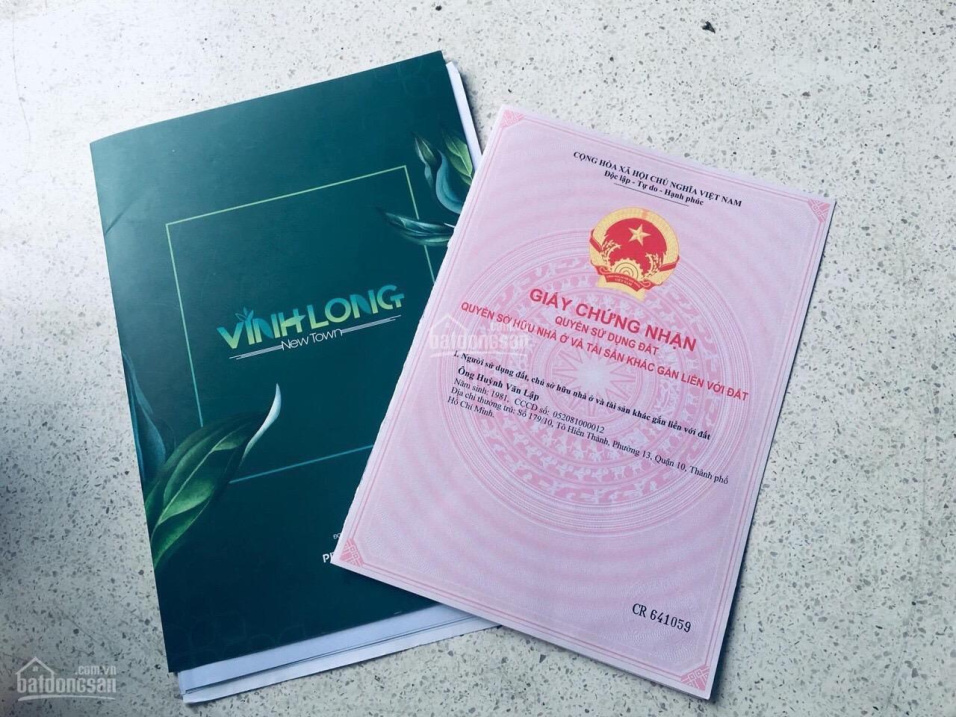 VĨNH LONG
New Town
CỘNG HÒA XÃ HỘI CHỦ NGHĨA VIỆT NAM
Độc lập - Tự do - Hạnh phúc
GIẤY CHỨNG NHẬN
QUYỀN SỬ DỤNG ĐẤT
QUYỀN SỞ HỮU NHÀ Ở VÀ TÀI SẢN KHÁC GẮN LIỀN VỚI ĐẤT
I. Người sử dụng đất, chủ sở hữu nhà ở và tài sản khác gắn liền với đất
Ông Huỳnh Văn Lập
Năm sinh: 1981, CCCD số: 052081000012
Địa chỉ thường trú: Số 179/10, Tô Hiến Thành, Phường 13, Quận 10, Thành phố
Hồ Chí Minh.
CR 641059
.com.vn
batdongsan
.com.vn
batdongsan